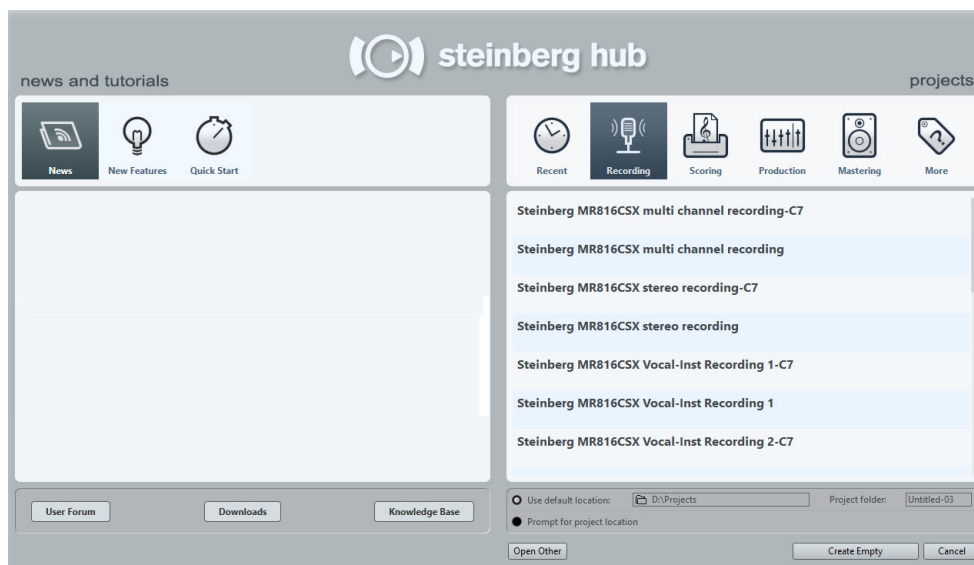 steinberg hub
news and tutorials
projects
News New Features Quick Start
Recent Recording Scoring Production Mastering More
Steinberg MR816CSX multi channel recording-C7
Steinberg MR816CSX multi channel recording
Steinberg MR816CSX stereo recording-C7
Steinberg MR816CSX stereo recording
Steinberg MR816CSX Vocal-Inst Recording 1-C7
Steinberg MR816CSX Vocal-Inst Recording 1
Steinberg MR816CSX Vocal-Inst Recording 2-C7
User Forum Downloads Knowledge Base
Use default location: D:\Projects Project folder: Untitled-03
Prompt for project location
Open Other Create Empty Cancel